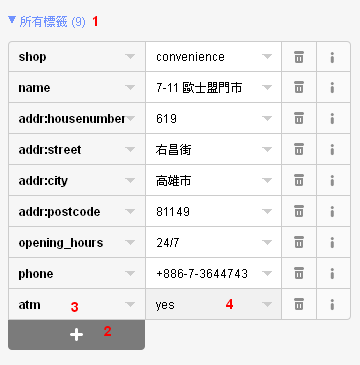 所有標籤 (9) 1
shop convenience
name 7-11 歐士盟門市
addr:housenumber 619
addr:street 右昌街
addr:city 高雄市
addr:postcode 81149
opening_hours 24/7
phone +886-7-3644743
atm 3 yes 4
+ 2